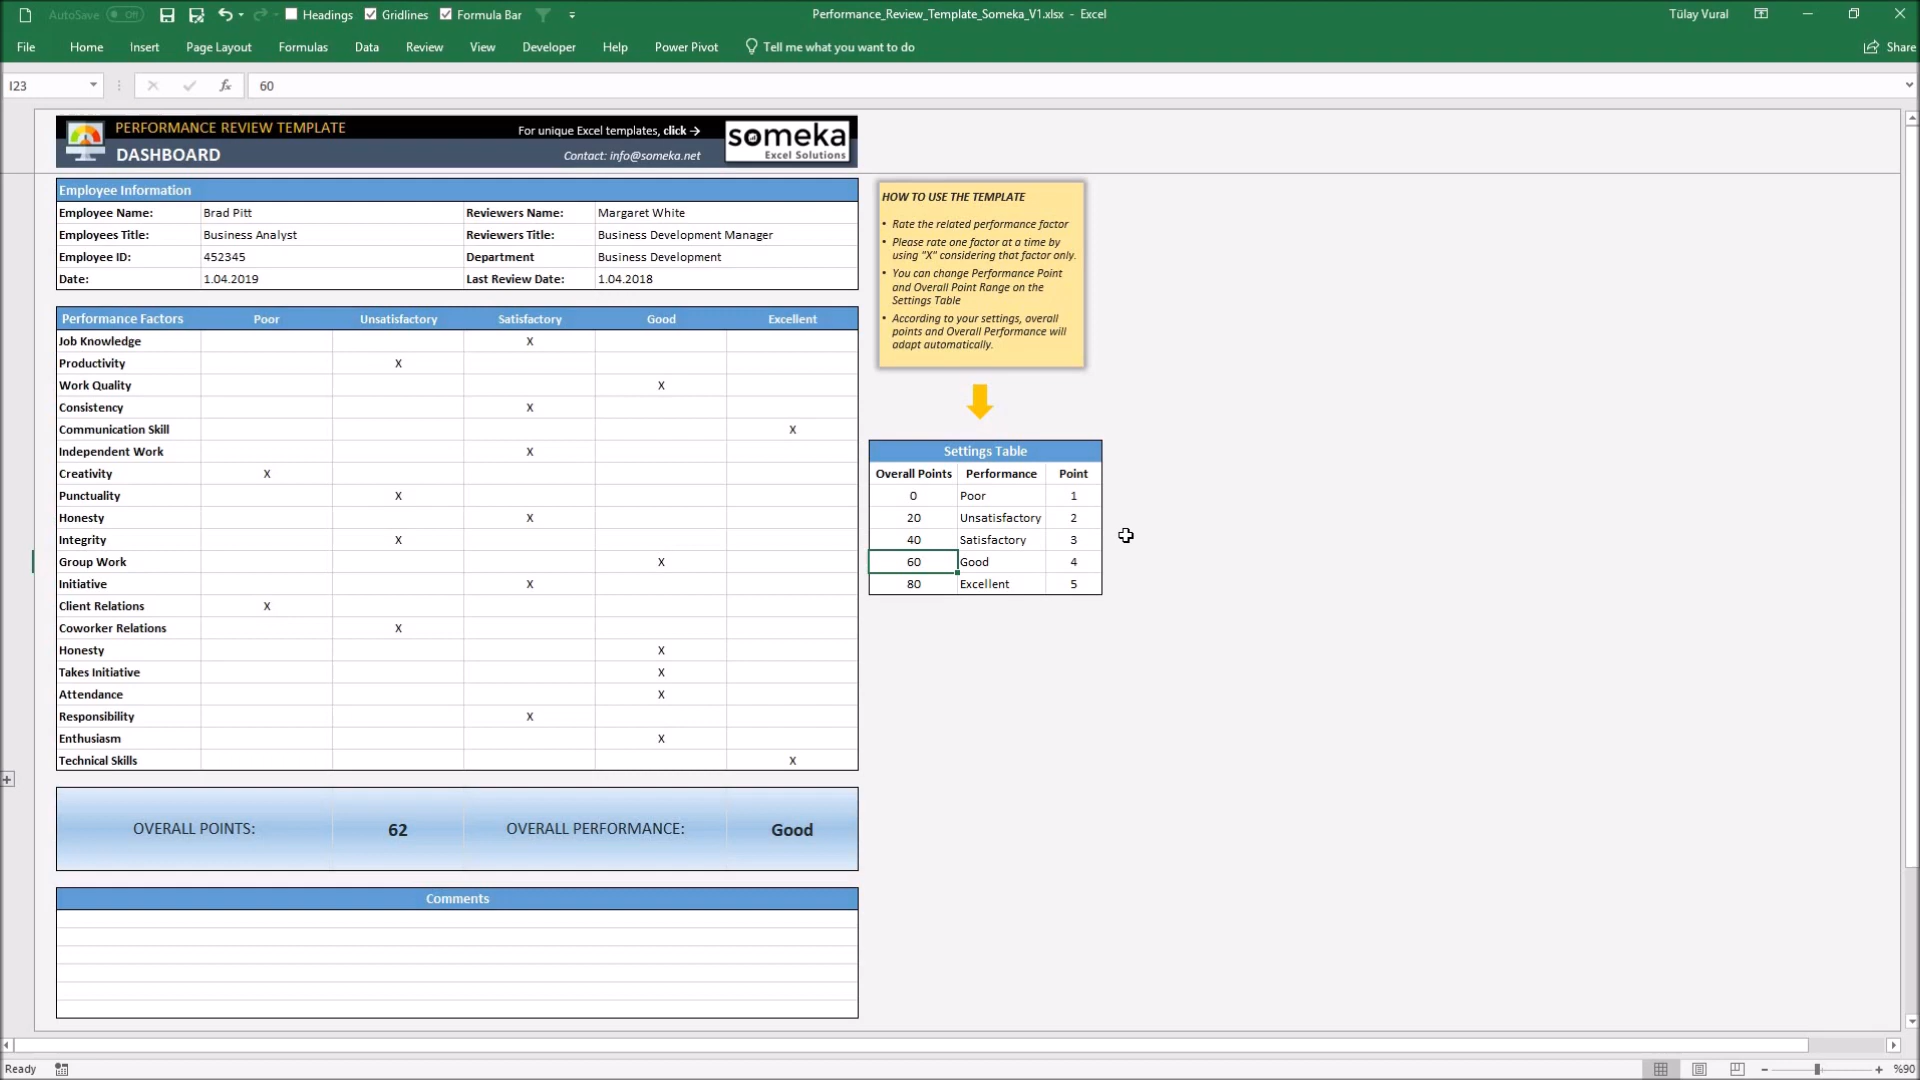 AutoSave Off Headings Gridlines Formula Bar Performance_Review_Template_Someka_V1.xlsx - Excel Tülay Vural
File Home Insert Page Layout Formulas Data Review View Developer Help Power Pivot Tell me what you want to do Share
I23 fx 60
PERFORMANCE REVIEW TEMPLATE
DASHBOARD
For unique Excel templates, click →
Contact: info@someka.net
someka
Excel Solutions
Employee Information
Employee Name: Brad Pitt Reviewers Name: Margaret White
Employees Title: Business Analyst Reviewers Title: Business Development Manager
Employee ID: 452345 Department Business Development
Date: 1.04.2019 Last Review Date: 1.04.2018
Performance Factors Poor Unsatisfactory Satisfactory Good Excellent
Job Knowledge X
Productivity X
Work Quality X
Consistency X
Communication Skill X
Independent Work X
Creativity X
Punctuality X
Honesty X
Integrity X
Group Work X
Initiative X
Client Relations X
Coworker Relations X
Honesty X
Takes Initiative X
Attendance X
Responsibility X
Enthusiasm X
Technical Skills X
OVERALL POINTS: 62 OVERALL PERFORMANCE: Good
Comments
HOW TO USE THE TEMPLATE
• Rate the related performance factor
• Please rate one factor at a time by
using "X" considering that factor only.
• You can change Performance Point
and Overall Point Range on the
Settings Table
• According to your settings, overall
points and Overall Performance will
adapt automatically.
Settings Table
Overall Points Performance Point
0 Poor 1
20 Unsatisfactory 2
40 Satisfactory 3
60 Good 4
80 Excellent 5
Ready %90